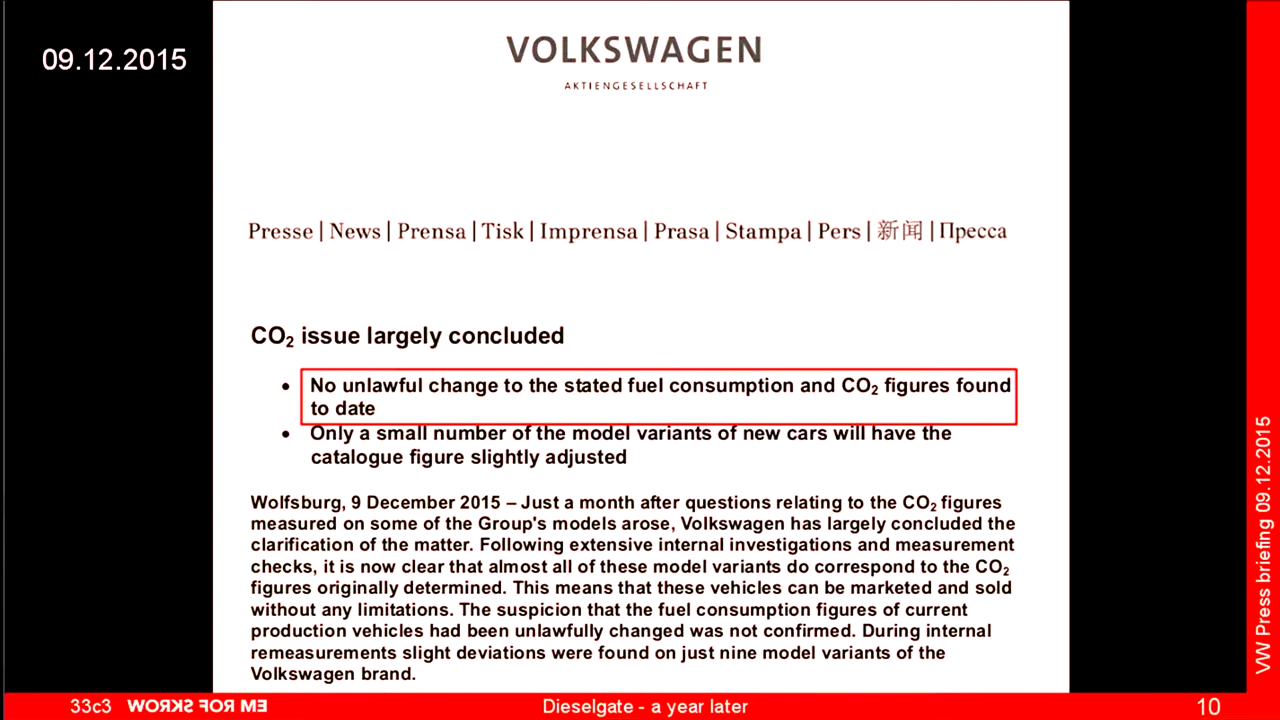 09.12.2015
VOLKSWAGEN
AKTIENGESELLSCHAFT
Presse | News | Prensa | Tisk | Imprensa | Prasa | Stampa | Pers | 新闻 | Пресса
CO₂ issue largely concluded
• No unlawful change to the stated fuel consumption and CO₂ figures found
to date
• Only a small number of the model variants of new cars will have the
catalogue figure slightly adjusted
Wolfsburg, 9 December 2015 – Just a month after questions relating to the CO₂ figures
measured on some of the Group's models arose, Volkswagen has largely concluded the
clarification of the matter. Following extensive internal investigations and measurement
checks, it is now clear that almost all of these model variants do correspond to the CO₂
figures originally determined. This means that these vehicles can be marketed and sold
without any limitations. The suspicion that the fuel consumption figures of current
production vehicles had been unlawfully changed was not confirmed. During internal
remeasurements slight deviations were found on just nine model variants of the
Volkswagen brand.
VW Press briefing 09.12.2015
33c3 WORKS FOR ME
Dieselgate - a year later
10